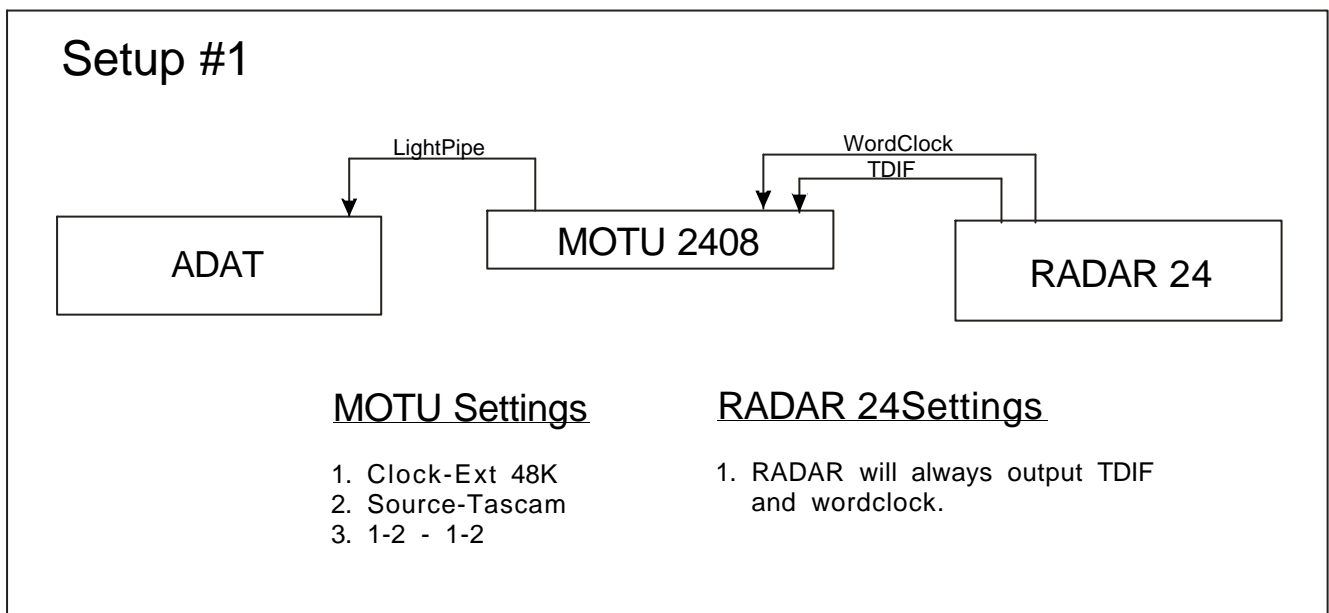 Setup #1
LightPipe
WordClock
TDIF
ADAT
MOTU 2408
RADAR 24
MOTU Settings
1. Clock-Ext 48K
2. Source-Tascam
3. 1-2 - 1-2
RADAR 24Settings
1. RADAR will always output TDIF
and wordclock.